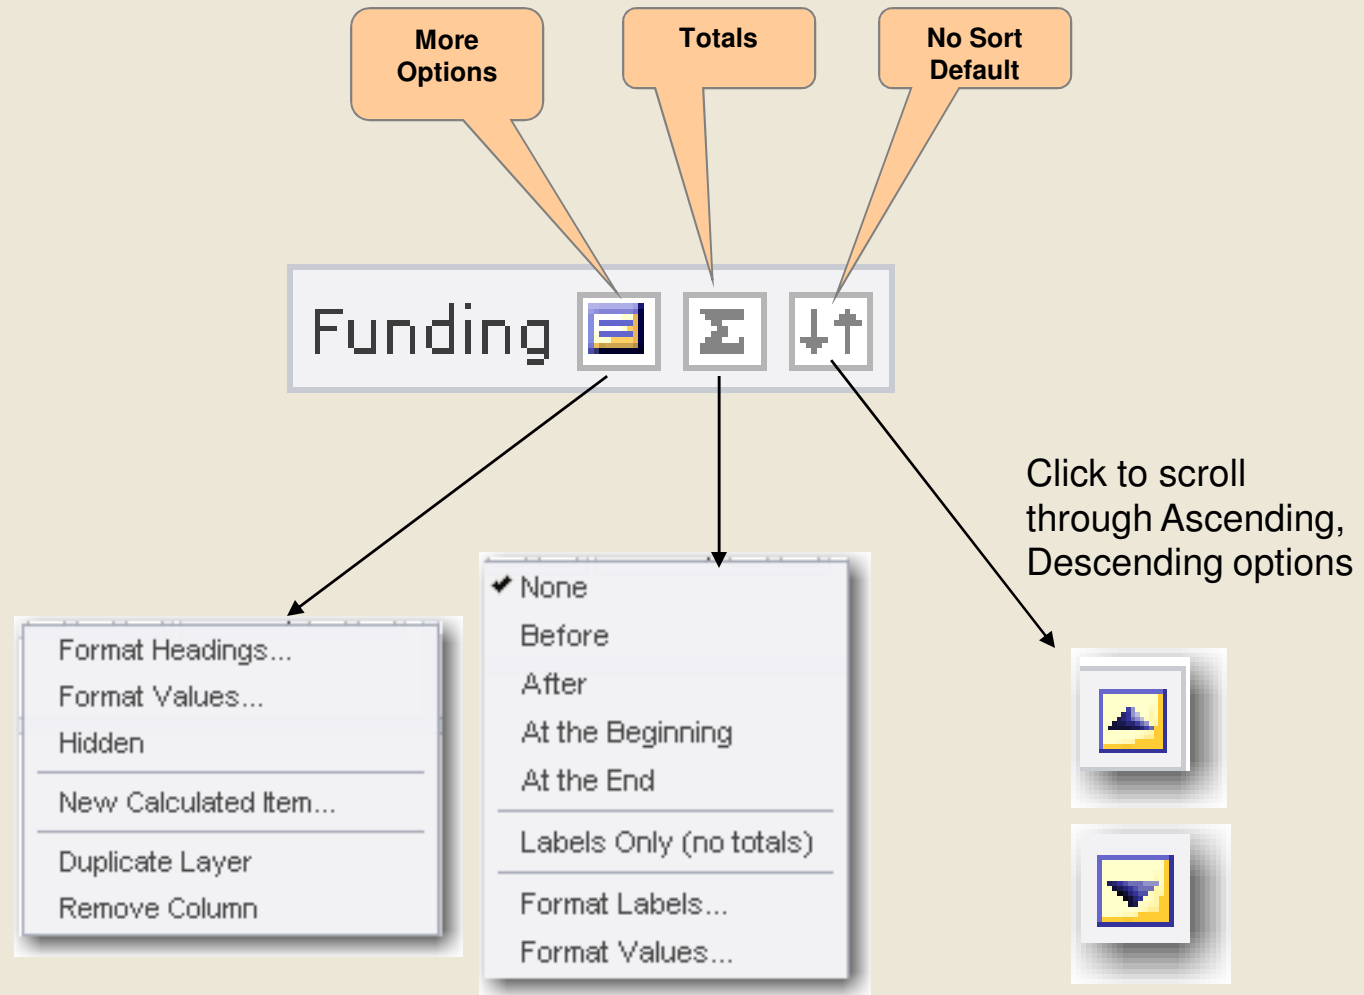 More
Options
Totals
No Sort
Default
Funding
Σ
Click to scroll
through Ascending,
Descending options
Format Headings...
Format Values...
Hidden
New Calculated Item...
Duplicate Layer
Remove Column
None
Before
After
At the Beginning
At the End
Labels Only (no totals)
Format Labels...
Format Values...